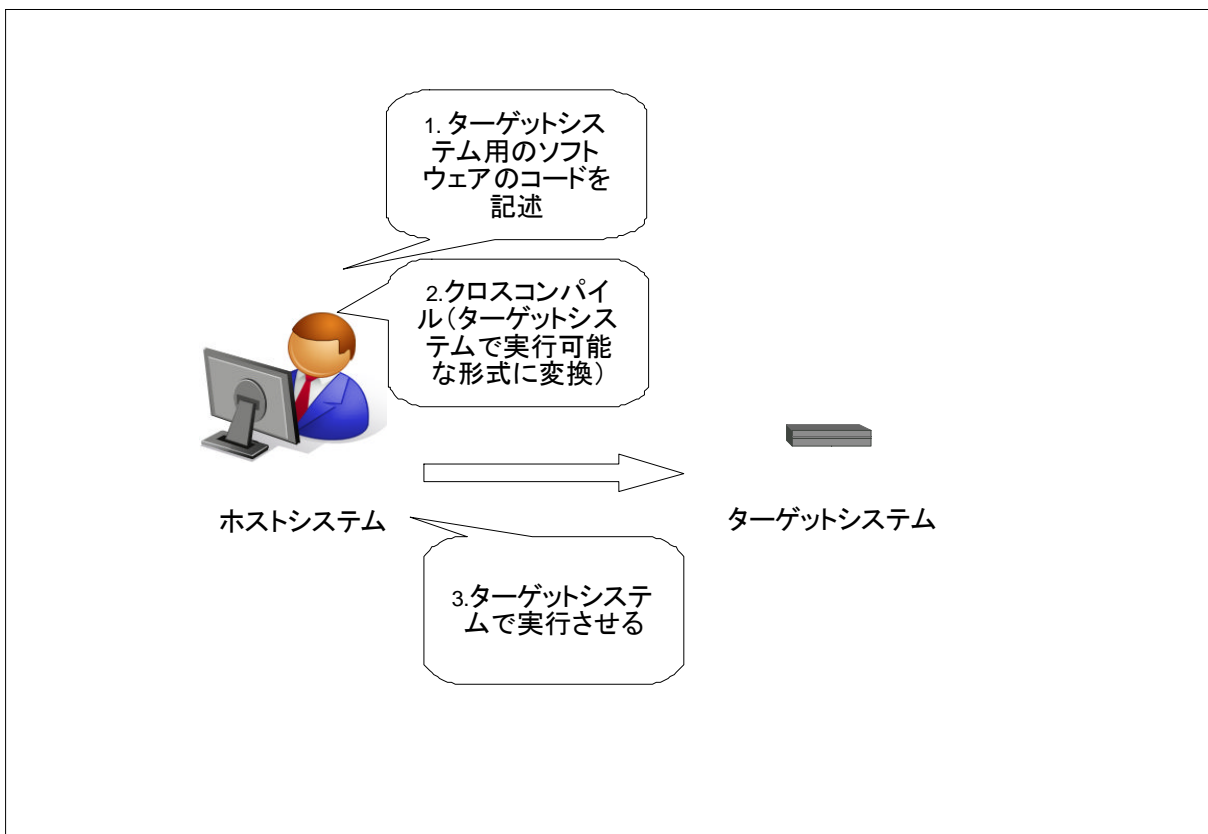 1. ターゲットシス
テム用のソフト
ウェアのコードを
記述
2.クロスコンパイ
ル（ターゲットシス
テムで実行可能
な形式に変換）
ホストシステム
ターゲットシステム
3.ターゲットシステ
ムで実行させる